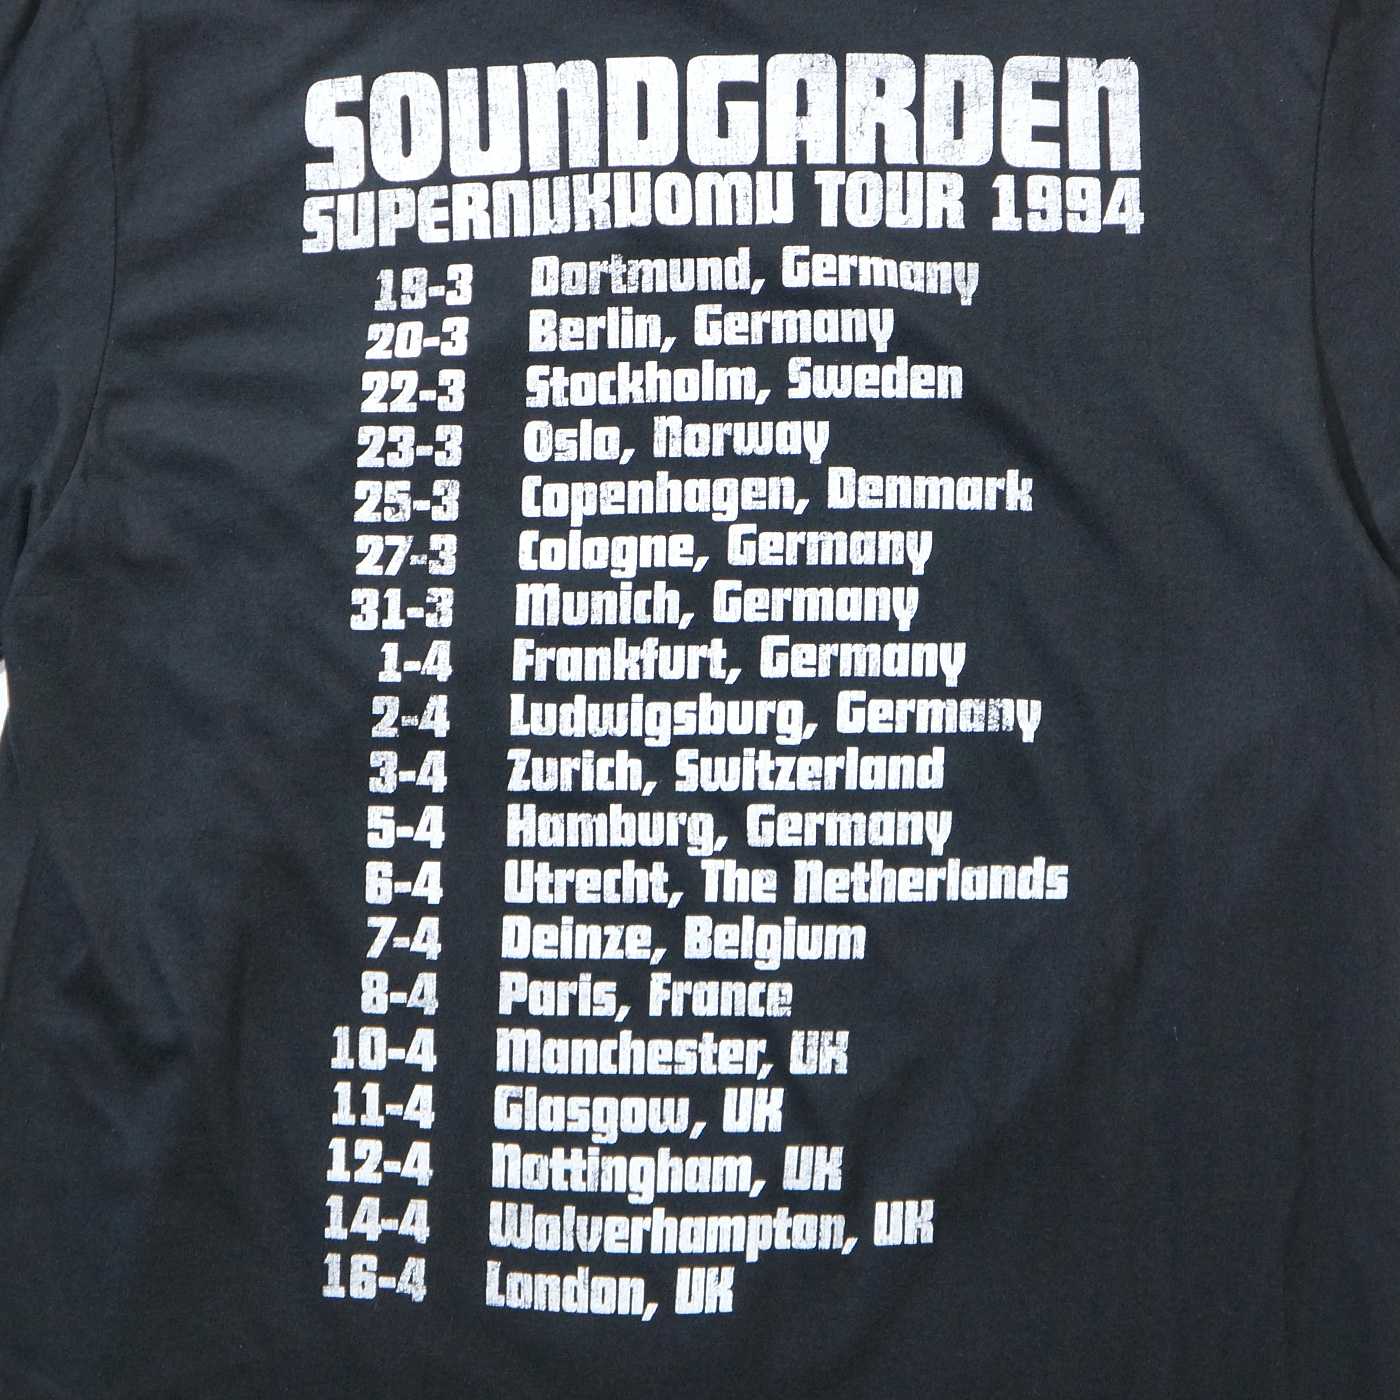 SOUNDGARDEN
SUPERNUKUOMU TOUR 1994
19-3 Dortmund, Germany
20-3 Berlin, Germany
22-3 Stockholm, Sweden
23-3 Oslo, Norway
25-3 Copenhagen, Denmark
27-3 Cologne, Germany
31-3 Munich, Germany
1-4 Frankfurt, Germany
2-4 Ludwigsburg, Germany
3-4 Zurich, Switzerland
5-4 Hamburg, Germany
6-4 Utrecht, The Netherlands
7-4 Deinze, Belgium
8-4 Paris, France
10-4 Manchester, UK
11-4 Glasgow, UK
12-4 Nottingham, UK
14-4 Wolverhampton, UK
16-4 London, UK